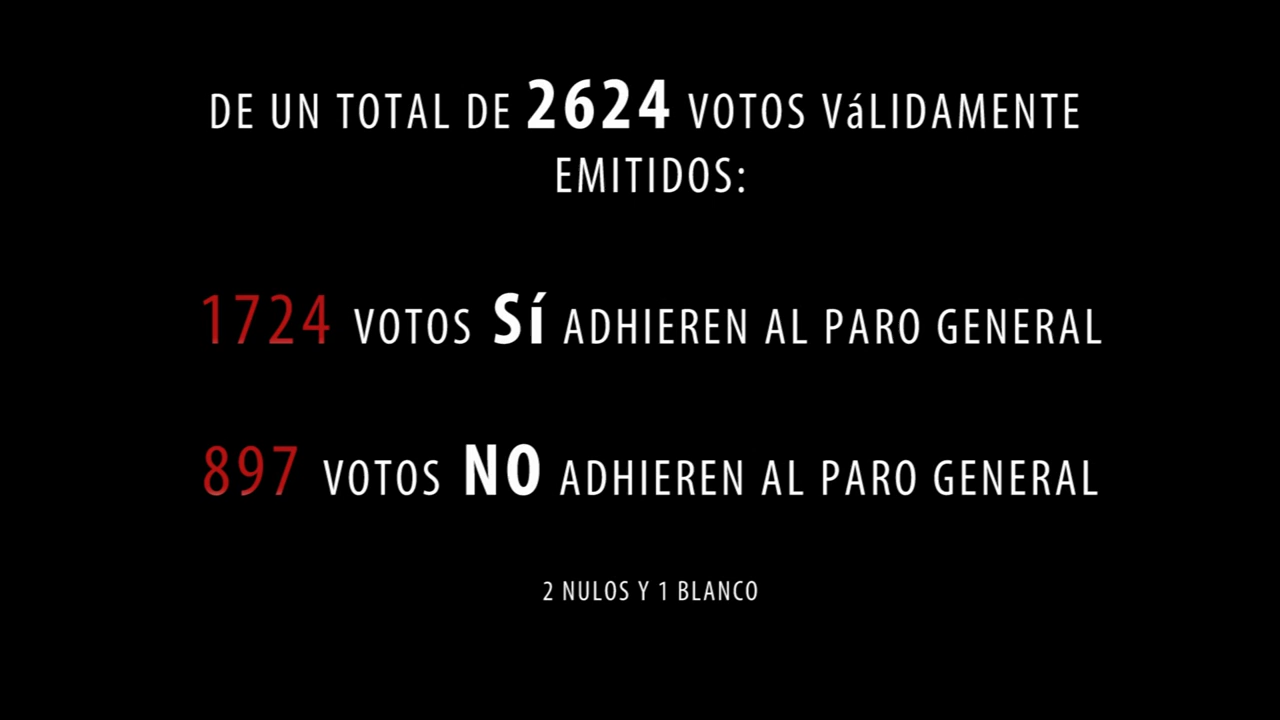 DE UN TOTAL DE 2624 VOTOS VáLIDAMENTE
EMITIDOS:
1724 VOTOS Sí ADHIEREN AL PARO GENERAL
897 VOTOS NO ADHIEREN AL PARO GENERAL
2 NULOS Y 1 BLANCO